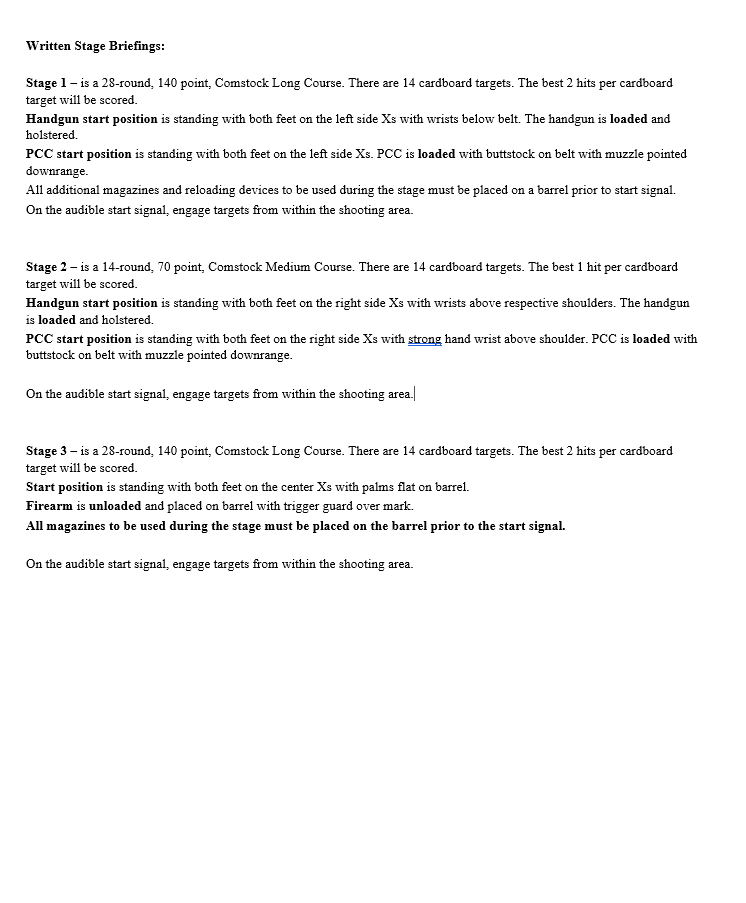 Written Stage Briefings:
Stage 1 – is a 28-round, 140 point, Comstock Long Course. There are 14 cardboard targets. The best 2 hits per cardboard
target will be scored.
Handgun start position is standing with both feet on the left side Xs with wrists below belt. The handgun is loaded and
holstered.
PCC start position is standing with both feet on the left side Xs. PCC is loaded with buttstock on belt with muzzle pointed
downrange.
All additional magazines and reloading devices to be used during the stage must be placed on a barrel prior to start signal.
On the audible start signal, engage targets from within the shooting area.
Stage 2 – is a 14-round, 70 point, Comstock Medium Course. There are 14 cardboard targets. The best 1 hit per cardboard
target will be scored.
Handgun start position is standing with both feet on the right side Xs with wrists above respective shoulders. The handgun
is loaded and holstered.
PCC start position is standing with both feet on the right side Xs with strong hand wrist above shoulder. PCC is loaded with
buttstock on belt with muzzle pointed downrange.
On the audible start signal, engage targets from within the shooting area.
Stage 3 – is a 28-round, 140 point, Comstock Long Course. There are 14 cardboard targets. The best 2 hits per cardboard
target will be scored.
Start position is standing with both feet on the center Xs with palms flat on barrel.
Firearm is unloaded and placed on barrel with trigger guard over mark.
All magazines to be used during the stage must be placed on the barrel prior to the start signal.
On the audible start signal, engage targets from within the shooting area.